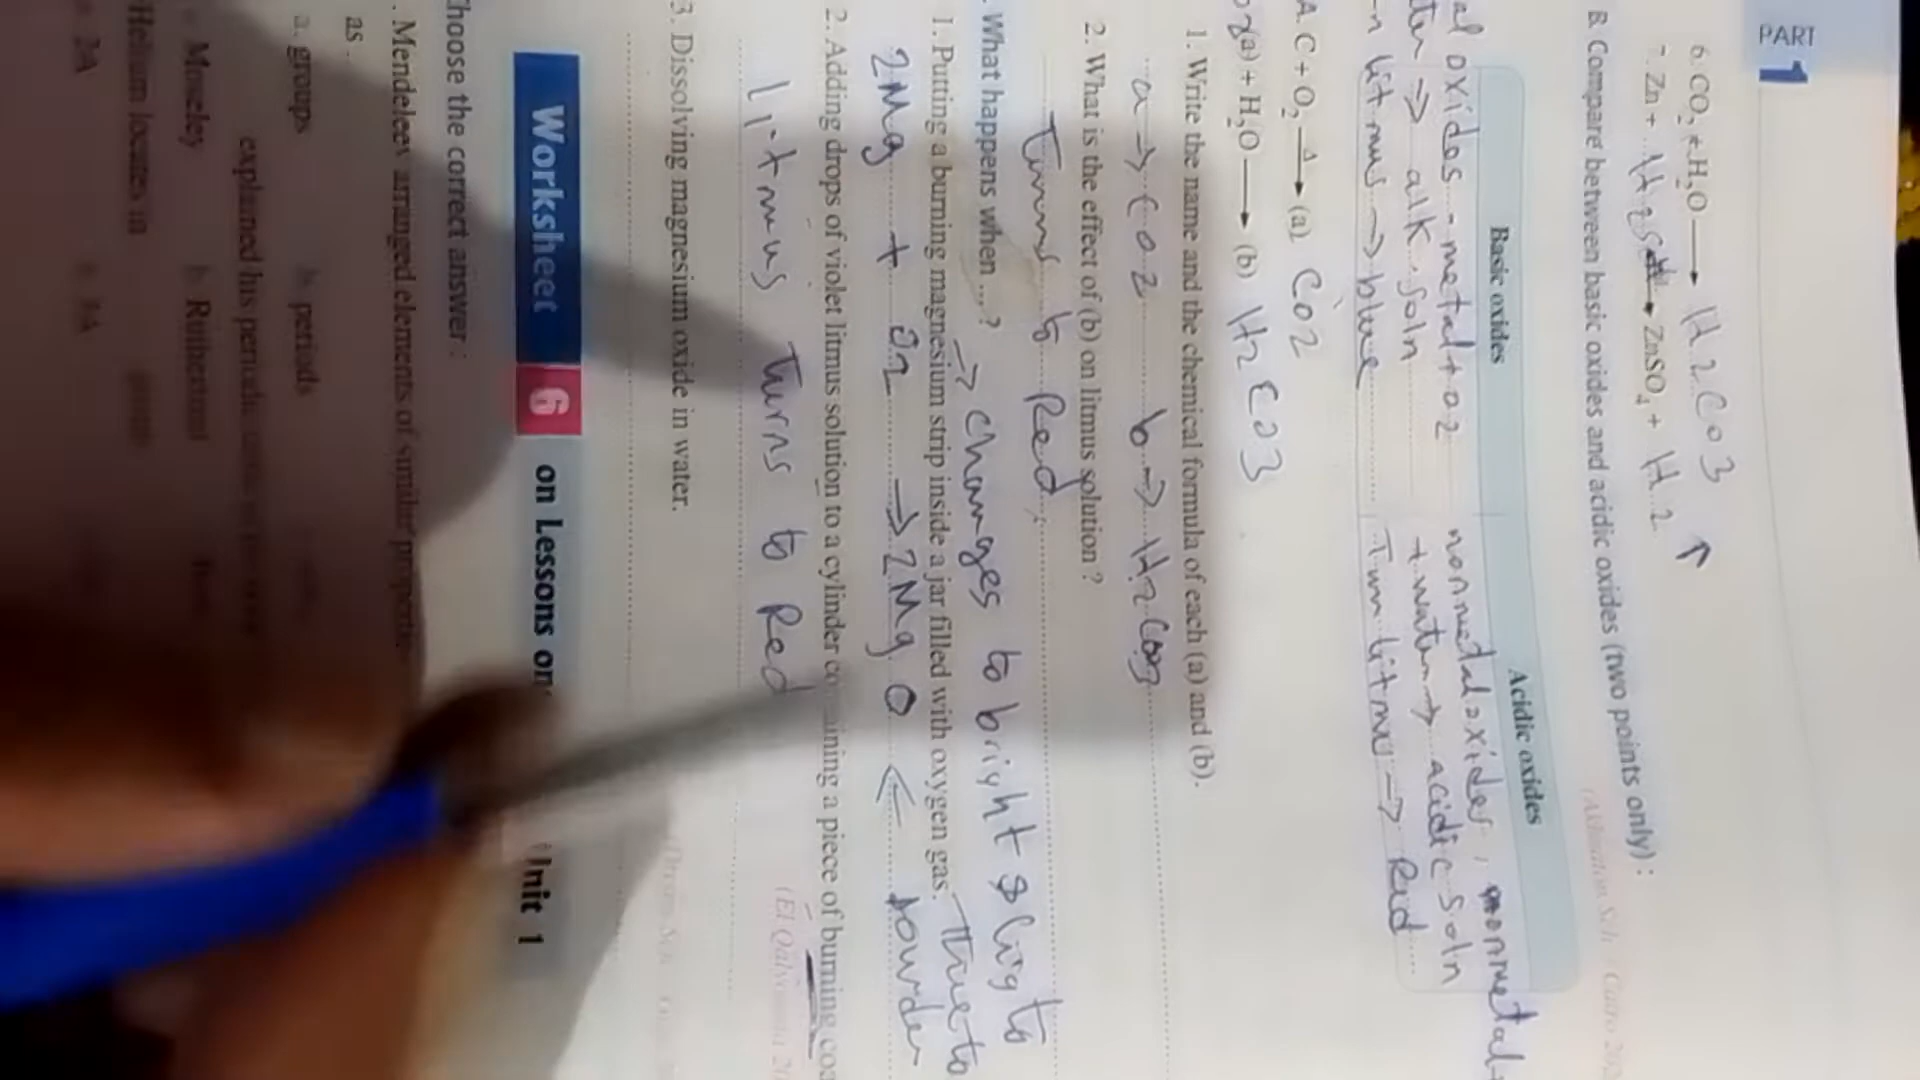 PART 1
6. CO₂ + H₂O ⟶ H2CO3
7. Zn + H2SO4 ⟶ ZnSO₄ + H2 ↑
B. Compare between basic oxides and acidic oxides (two points only) :
Basic oxides Acidic oxides
al oxides - metal + O2 nonmetal oxides, nonmetal +
ter → alk. soln + water → acidic soln
n litmus → blue Turn litmus → Red
A. C + O₂ —Δ→ (a) CO2
(a) + H₂O ⟶ (b) H2CO3
1. Write the name and the chemical formula of each (a) and (b).
a → CO2 b → H2CO3
2. What is the effect of (b) on litmus solution ?
Turns to Red.
What happens when ...? → changes to bright
1. Putting a burning magnesium strip inside a jar filled with oxygen gas.
2Mg + O2 → 2MgO
2. Adding drops of violet litmus solution to a cylinder containing a piece of burning coa
litmus turns to Red
3. Dissolving magnesium oxide in water.
Worksheet 6 on Lessons one Unit 1
hoose the correct answer :
. Mendeleev arranged elements of similar properties
as
a. groups b. periods
explained his periodic
Moseley b. Rutherford
Helium locates in
2A